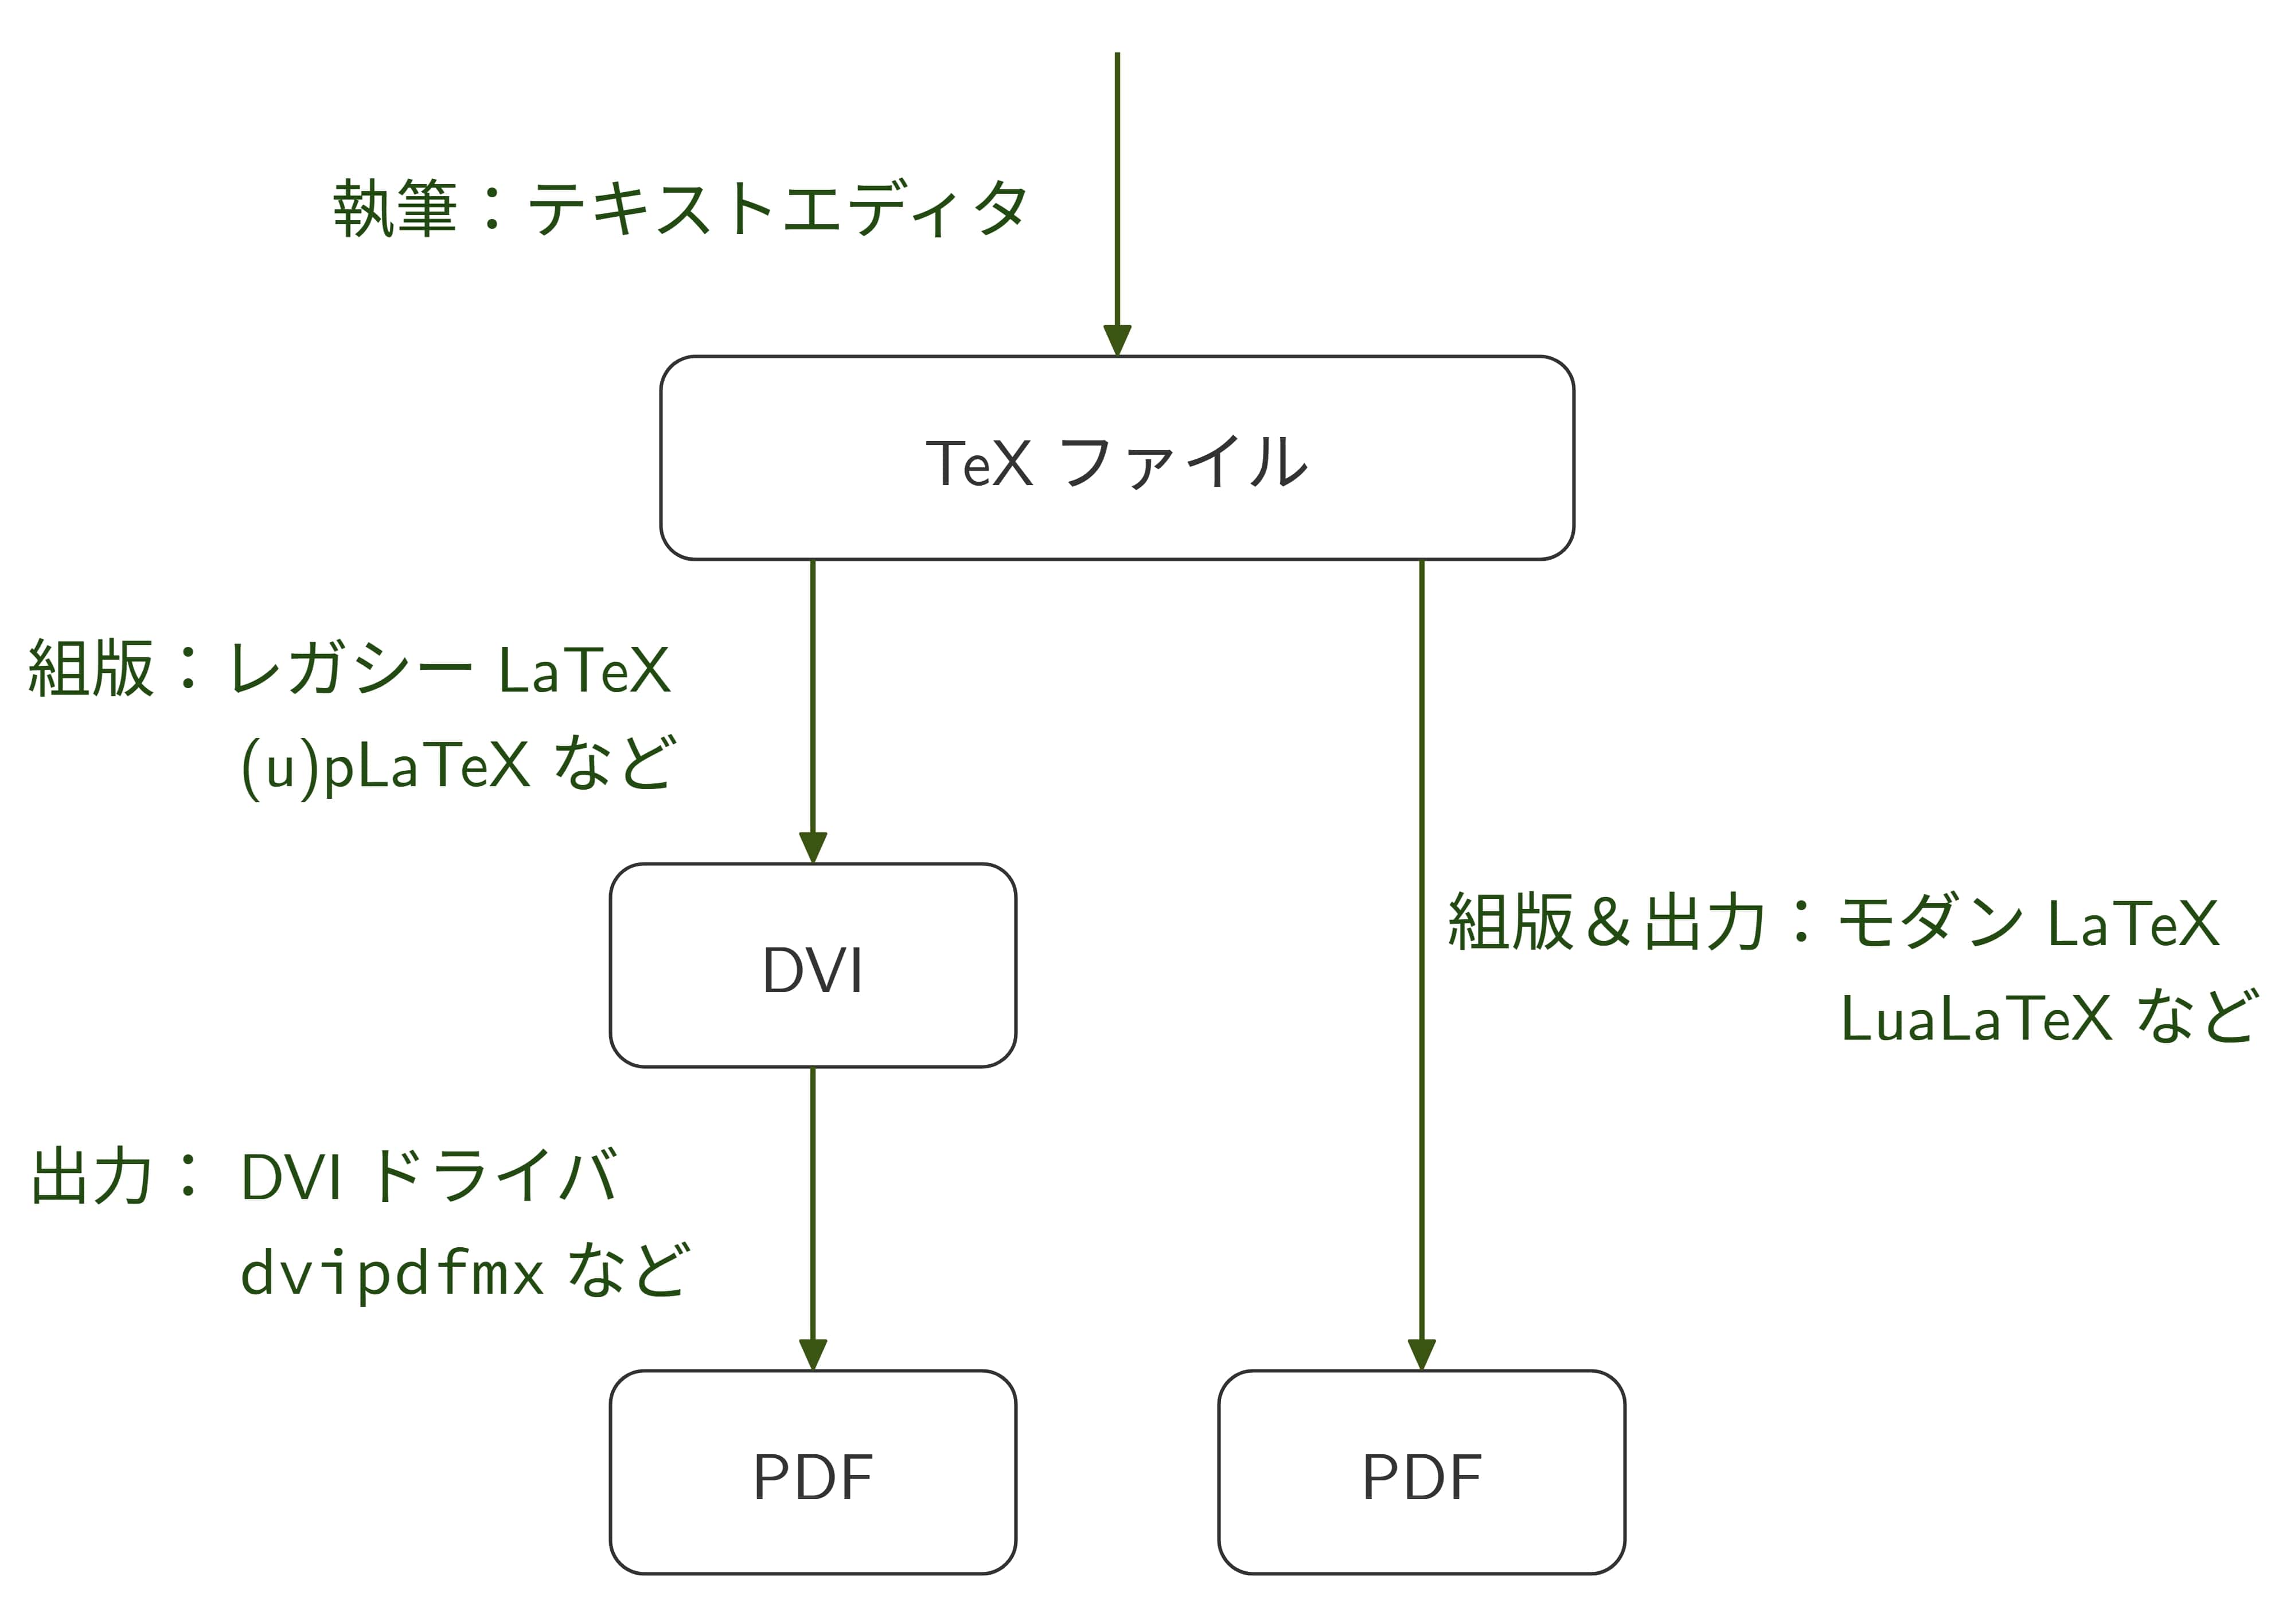 執筆：テキストエディタ
TeX ファイル
組版：レガシー LaTeX
(u)pLaTeX など
DVI
組版 & 出力：モダン LaTeX
LuaLaTeX など
出力： DVI ドライバ
dvipdfmx など
PDF
PDF